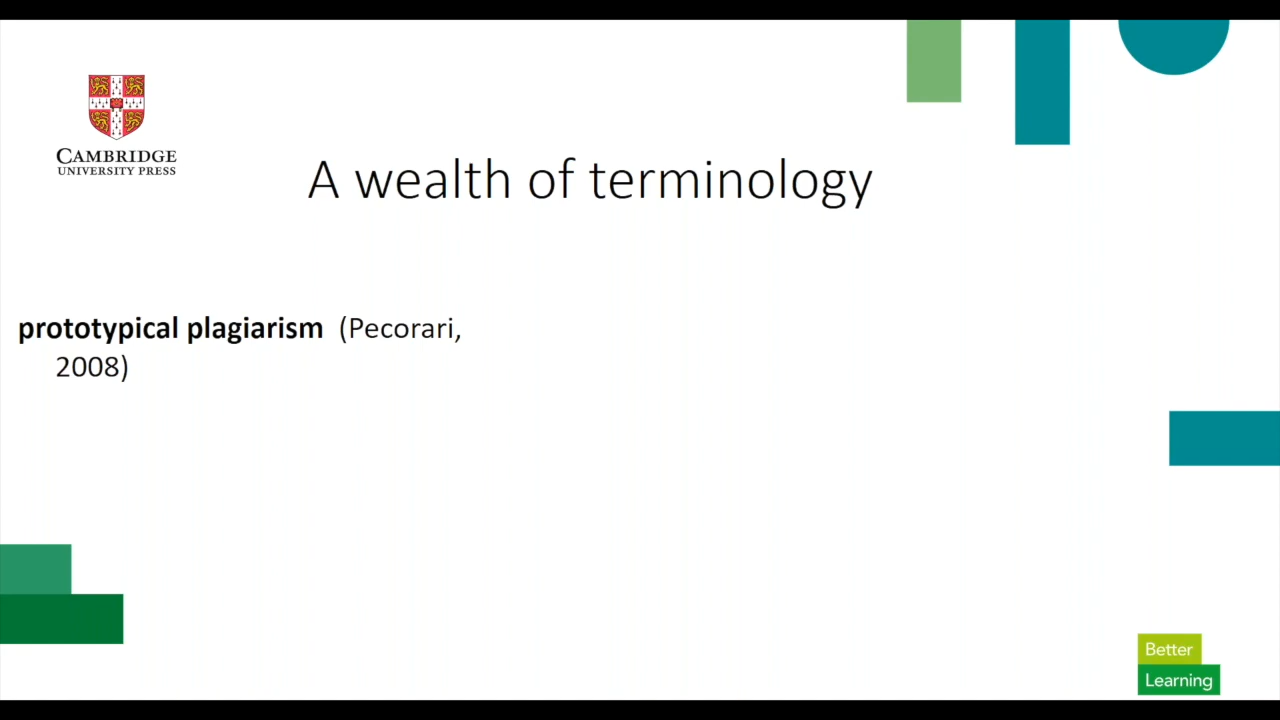 CAMBRIDGE
UNIVERSITY PRESS
A wealth of terminology
prototypical plagiarism (Pecorari,
2008)
Better
Learning